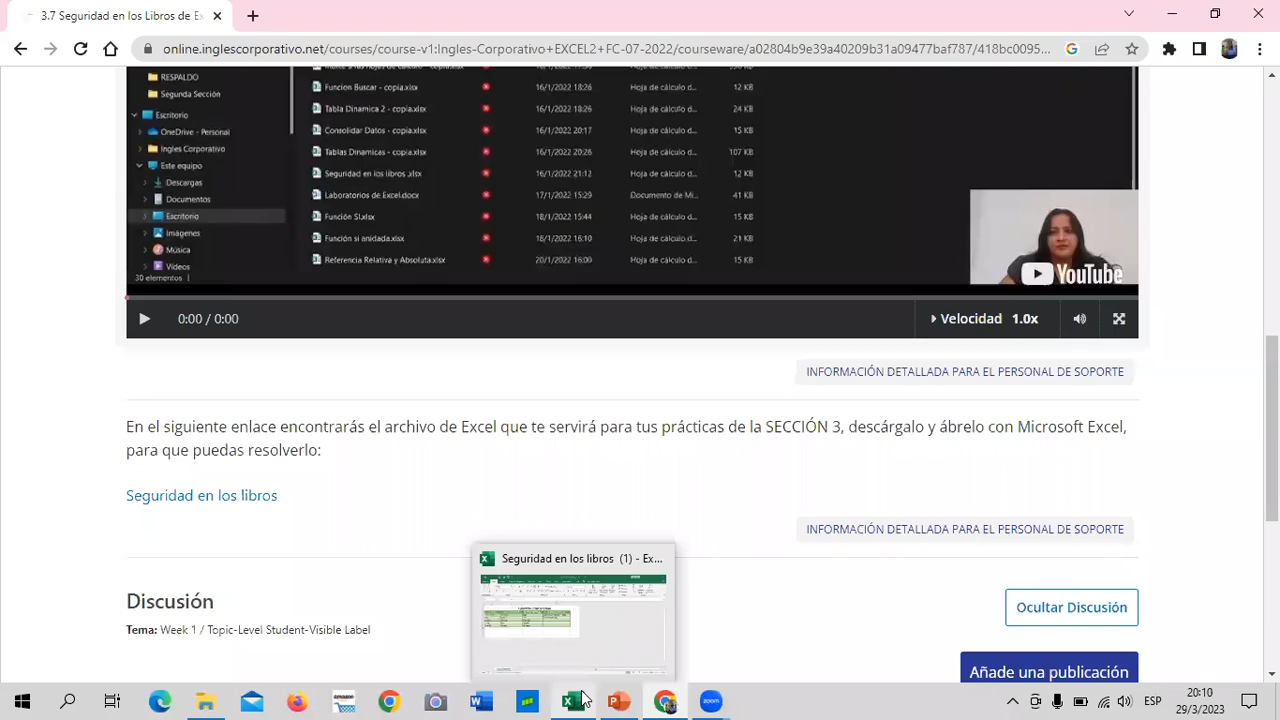 3.7 Seguridad en los libros de E
online.inglescorporativo.net/courses/course-v1:Ingles-Corporativo+EXCEL2+FC-07-2022/courseware/a02804b9e39a40209b31a09477baf787/418bc0095...
RESPALDO
Segunda Sección
Escritorio
OneDrive - Personal
Ingles Corporativo
Este equipo
Descargas
Documentos
Escritorio
Imágenes
Música
Vídeos
30 elementos
Funcion Buscar - copia.xlsx 16/1/2022 18:26 Hoja de cálculo d... 12 KB
Tabla Dinamica 2 - copia.xlsx 16/1/2022 18:26 Hoja de cálculo d... 24 KB
Consolidar Datos - copia.xlsx 16/1/2022 20:17 Hoja de cálculo d... 15 KB
Tablas Dinamicas - copia.xlsx 16/1/2022 20:26 Hoja de cálculo d... 107 KB
Seguridad en los libros .xlsx 16/1/2022 21:12 Hoja de cálculo d... 12 KB
Laboratorios de Excel.docx 17/1/2022 15:29 Documento de Mi... 41 KB
Función SI.xlsx 18/1/2022 15:44 Hoja de cálculo d... 15 KB
Función si anidada.xlsx 18/1/2022 16:10 Hoja de cálculo d... 21 KB
Referencia Relativa y Absoluta.xlsx 20/1/2022 16:00 Hoja de cálculo d... 15 KB
YouTube
0:00 / 0:00
Velocidad 1.0x
INFORMACIÓN DETALLADA PARA EL PERSONAL DE SOPORTE
En el siguiente enlace encontrarás el archivo de Excel que te servirá para tus prácticas de la SECCIÓN 3, descárgalo y ábrelo con Microsoft Excel,
para que puedas resolverlo:
Seguridad en los libros
INFORMACIÓN DETALLADA PARA EL PERSONAL DE SOPORTE
Seguridad en los libros (1) - Ex...
Discusión
Ocultar Discusión
Tema: Week 1 / Topic-Level Student-Visible Label
Añade una publicación
zoom
ESP
20:10
29/3/2023